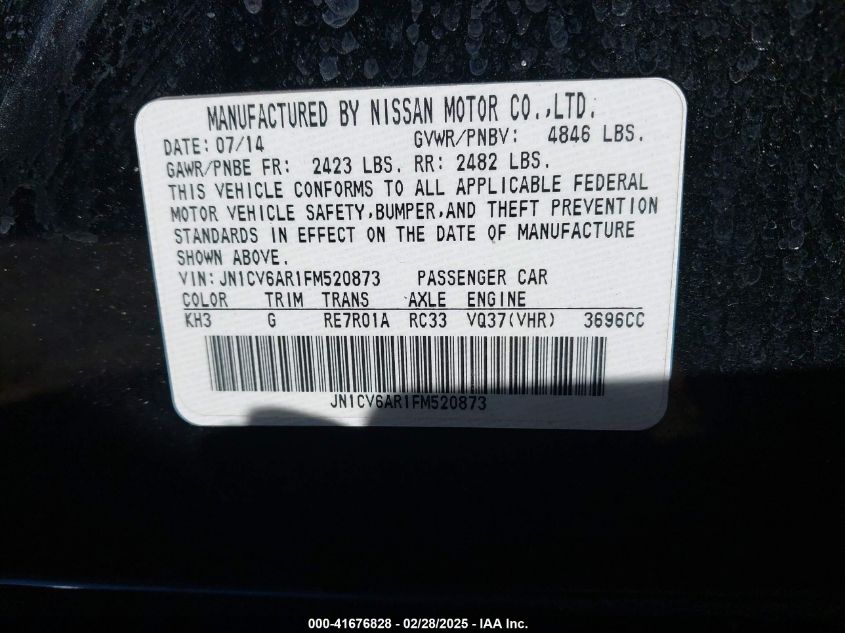 MANUFACTURED BY NISSAN MOTOR CO.,LTD.
DATE: 07/14 GVWR/PNBV: 4846 LBS.
GAWR/PNBE FR: 2423 LBS. RR: 2482 LBS.
THIS VEHICLE CONFORMS TO ALL APPLICABLE FEDERAL
MOTOR VEHICLE SAFETY,BUMPER,AND THEFT PREVENTION
STANDARDS IN EFFECT ON THE DATE OF MANUFACTURE
SHOWN ABOVE.
VIN: JN1CV6AR1FM520873 PASSENGER CAR
COLOR TRIM TRANS AXLE ENGINE
KH3 G RE7R01A RC33 VQ37(VHR) 3696CC
JN1CV6AR1FM520873
000-41676828 - 02/28/2025 - IAA Inc.